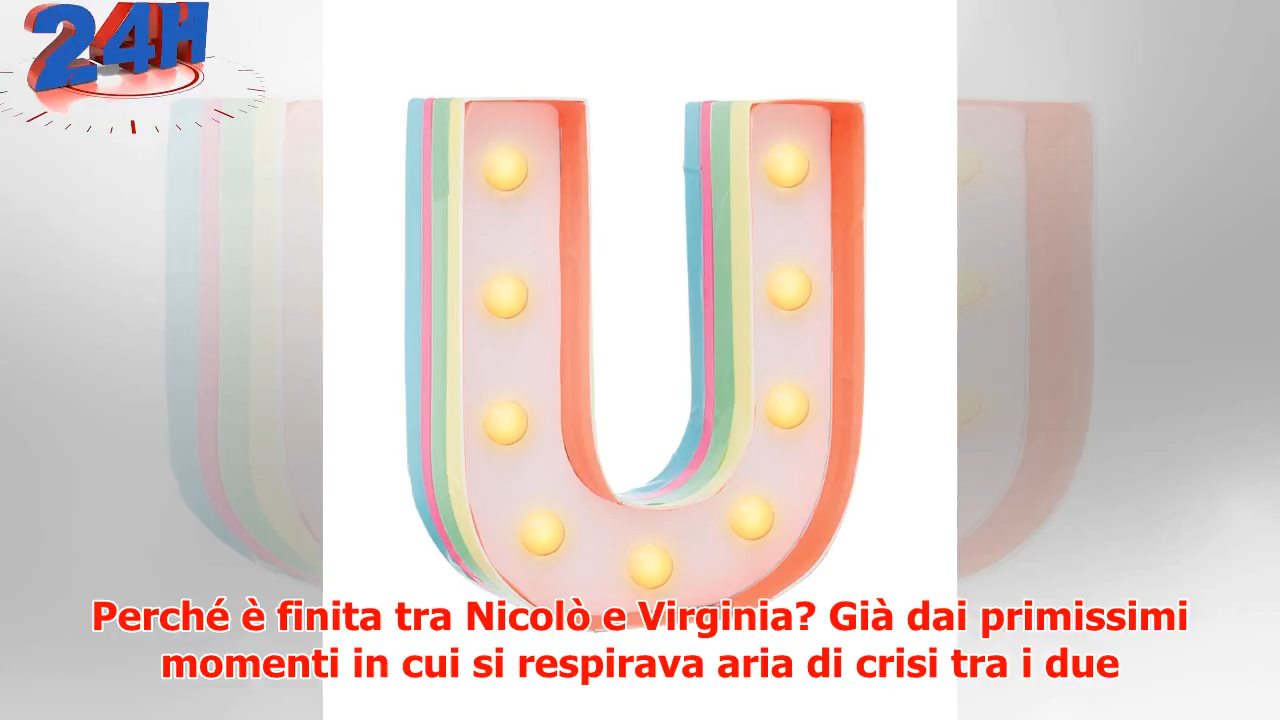 24H
U
Perché è finita tra Nicolò e Virginia? Già dai primissimi
momenti in cui si respirava aria di crisi tra i due